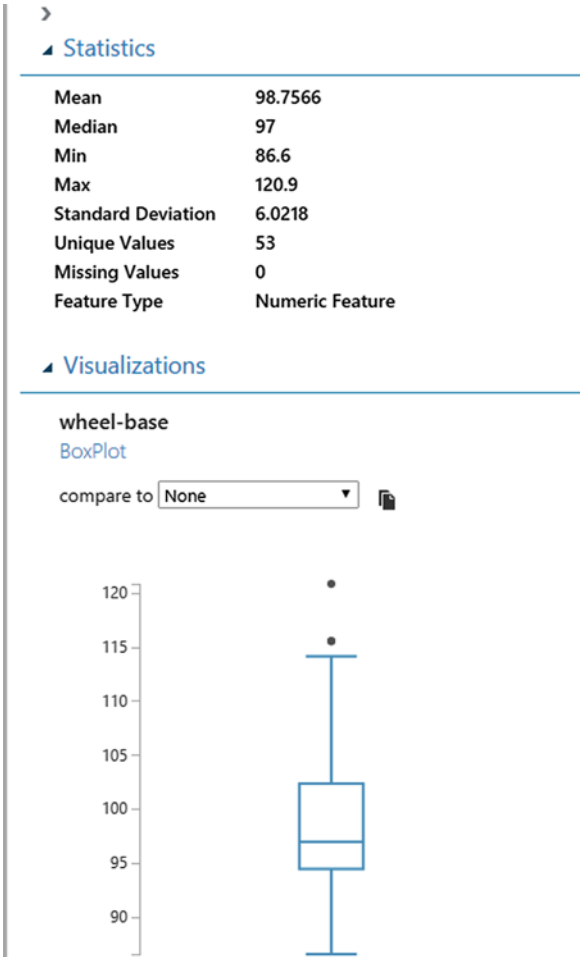 Statistics
Mean 98.7566
Median 97
Min 86.6
Max 120.9
Standard Deviation 6.0218
Unique Values 53
Missing Values 0
Feature Type Numeric Feature
Visualizations
wheel-base
BoxPlot
compare to None
120
115
110
105
100
95
90